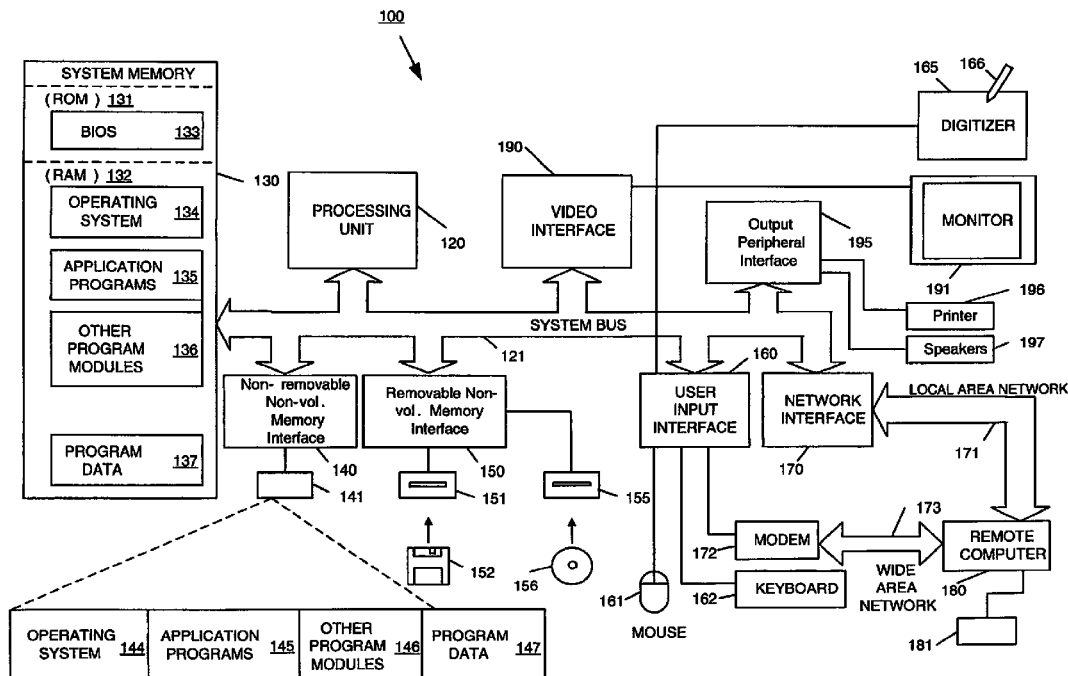 100
SYSTEM MEMORY
(ROM) 131
BIOS 133
(RAM) 132
OPERATING
SYSTEM 134
APPLICATION
PROGRAMS 135
OTHER
PROGRAM
MODULES 136
PROGRAM
DATA 137
130
PROCESSING
UNIT
120
190
VIDEO
INTERFACE
Output
Peripheral
Interface
195
165
166
DIGITIZER
MONITOR
191
196
Printer
Speakers
197
SYSTEM BUS
121
Non-removable
Non-vol.
Memory
Interface
140
141
Removable Non-
vol. Memory
Interface
150
151
152
155
156
160
USER
INPUT
INTERFACE
NETWORK
INTERFACE
170
LOCAL AREA NETWORK
171
173
MODEM
172
KEYBOARD
162
161
MOUSE
WIDE
AREA
NETWORK
REMOTE
COMPUTER
180
181
OPERATING
SYSTEM 144
APPLICATION
PROGRAMS 145
OTHER
PROGRAM
MODULES 146
PROGRAM
DATA 147